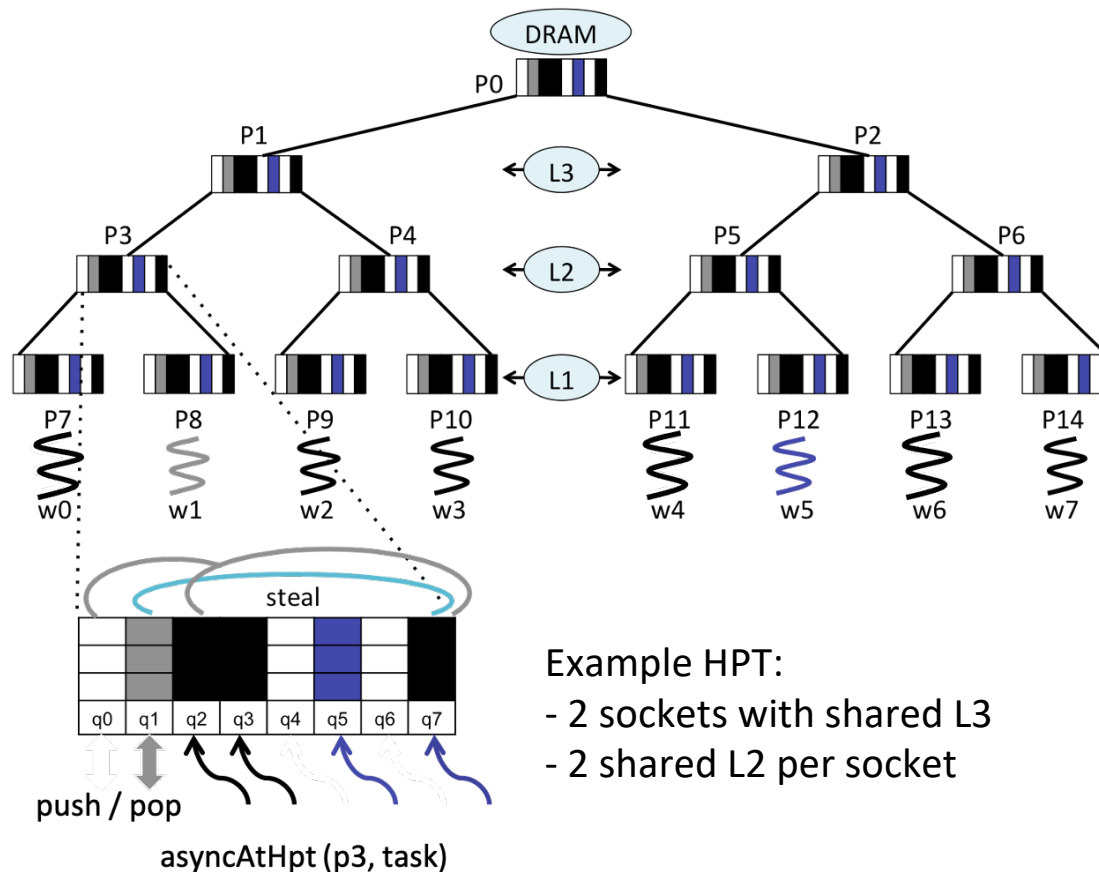 DRAM
P0
P1
P2
L3
P3
P4
P5
P6
L2
L1
P7
P8
P9
P10
P11
P12
P13
P14
w0
w1
w2
w3
w4
w5
w6
w7
steal
q0 q1 q2 q3 q4 q5 q6 q7
push / pop
asyncAtHpt (p3, task)
Example HPT:
- 2 sockets with shared L3
- 2 shared L2 per socket